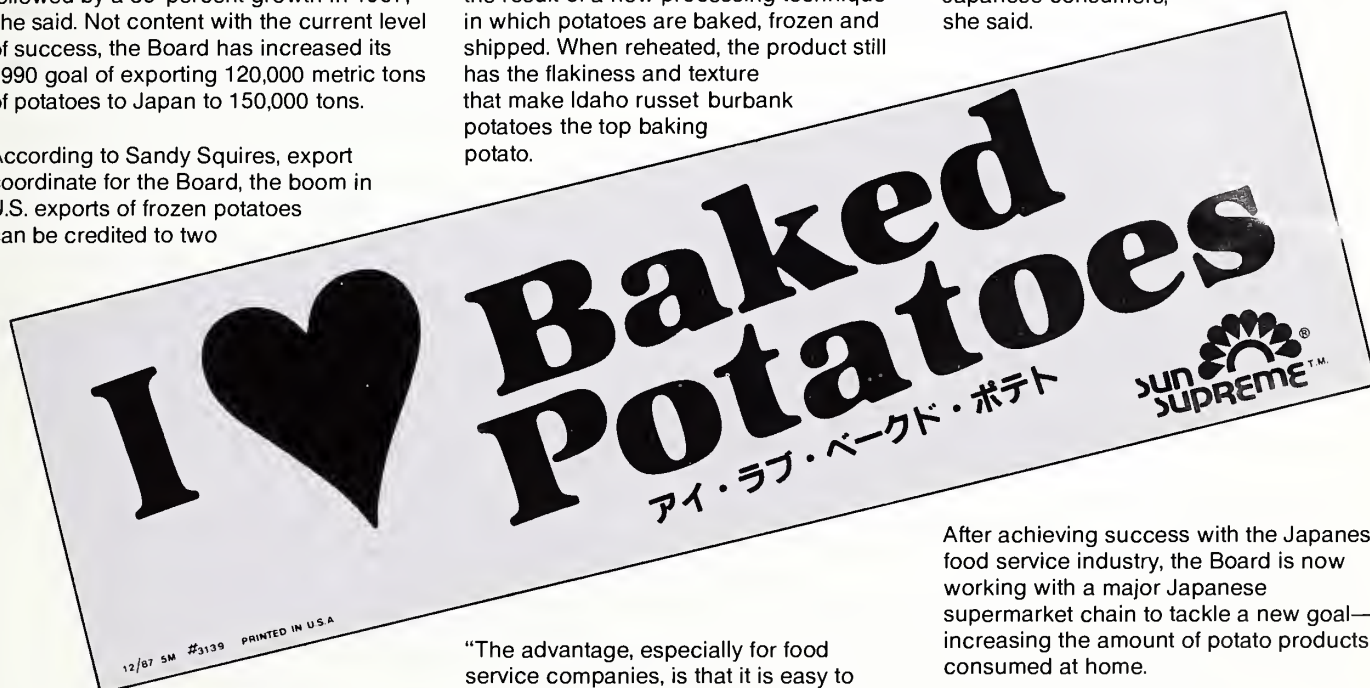 she said. Not content with the current level
of success, the Board has increased its
1990 goal of exporting 120,000 metric tons
of potatoes to Japan to 150,000 tons.
According to Sandy Squires, export
coordinate for the Board, the boom in
U.S. exports of frozen potatoes
can be credited to two
in which potatoes are baked, frozen and
shipped. When reheated, the product still
has the flakiness and texture
that make Idaho russet burbank
potatoes the top baking
potato.
she said.
I ♥ Baked
Potatoes
アイ・ラブ・ベークド・ポテト
SUN
SUPREME
®
T.M.
12/87 5M #3139 PRINTED IN U.S.A
"The advantage, especially for food
service companies, is that it is easy to
After achieving success with the Japanes
food service industry, the Board is now
working with a major Japanese
supermarket chain to tackle a new goal—
increasing the amount of potato products
consumed at home.